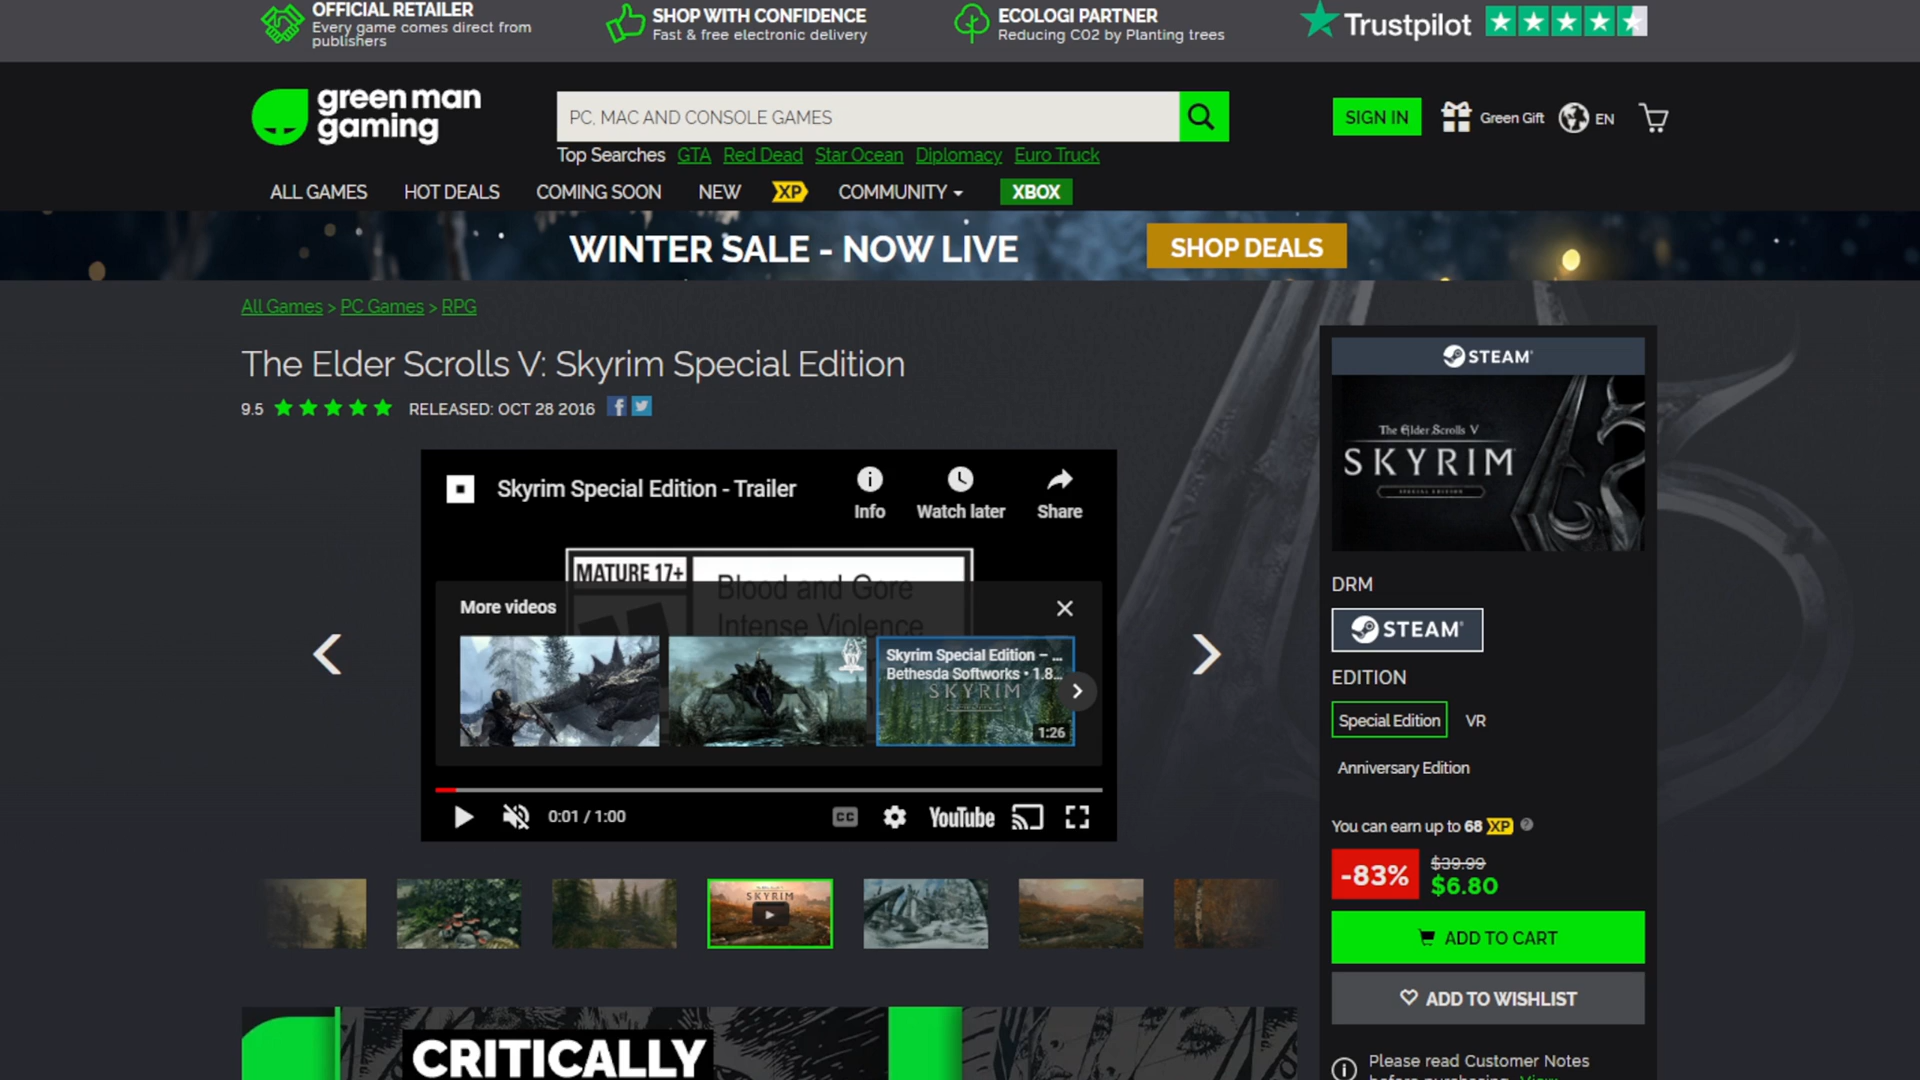 OFFICIAL RETAILER
Every game comes direct from
publishers
SHOP WITH CONFIDENCE
Fast & free electronic delivery
ECOLOGI PARTNER
Reducing CO2 by Planting trees
Trustpilot
green man
gaming
PC, MAC AND CONSOLE GAMES
SIGN IN
Green Gift
EN
Top Searches GTA Red Dead Star Ocean Diplomacy Euro Truck
ALL GAMES HOT DEALS COMING SOON NEW XP COMMUNITY XBOX
WINTER SALE - NOW LIVE
SHOP DEALS
All Games > PC Games > RPG
The Elder Scrolls V: Skyrim Special Edition
9.5 RELEASED: OCT 28 2016
Skyrim Special Edition - Trailer
Info
Watch later
Share
MATURE 17+
Blood and Gore
Intense Violence
More videos
Skyrim Special Edition – ...
Bethesda Softworks • 1.8...
SKYRIM
1:26
0:01 / 1:00
CC
YouTube
SKYRIM
CRITICALLY
STEAM
The Elder Scrolls V
SKYRIM
SPECIAL EDITION
DRM
STEAM
EDITION
Special Edition
VR
Anniversary Edition
You can earn up to 68 XP
-83%
$39.99
$6.80
ADD TO CART
ADD TO WISHLIST
Please read Customer Notes
before purchasing. View